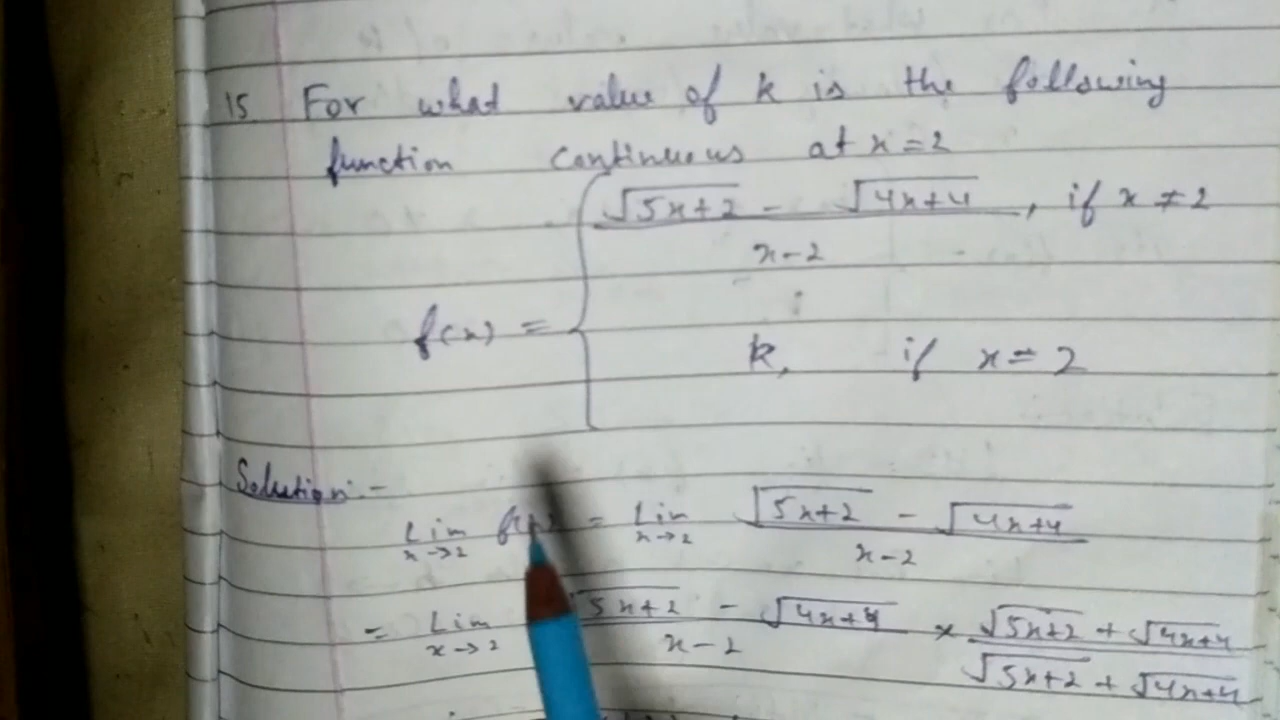 15. For what value of k is the following
function continuous at x = 2
√5x+2 - √4x+4 , if x ≠ 2
x-2
f(x) =
k, if x = 2
Solution:-
Lim f(x) = Lim √5x+2 - √4x+4
x→2 x→2 x-2
= Lim √5x+2 - √4x+4 × √5x+2 + √4x+4
x→2 x-2 √5x+2 + √4x+4